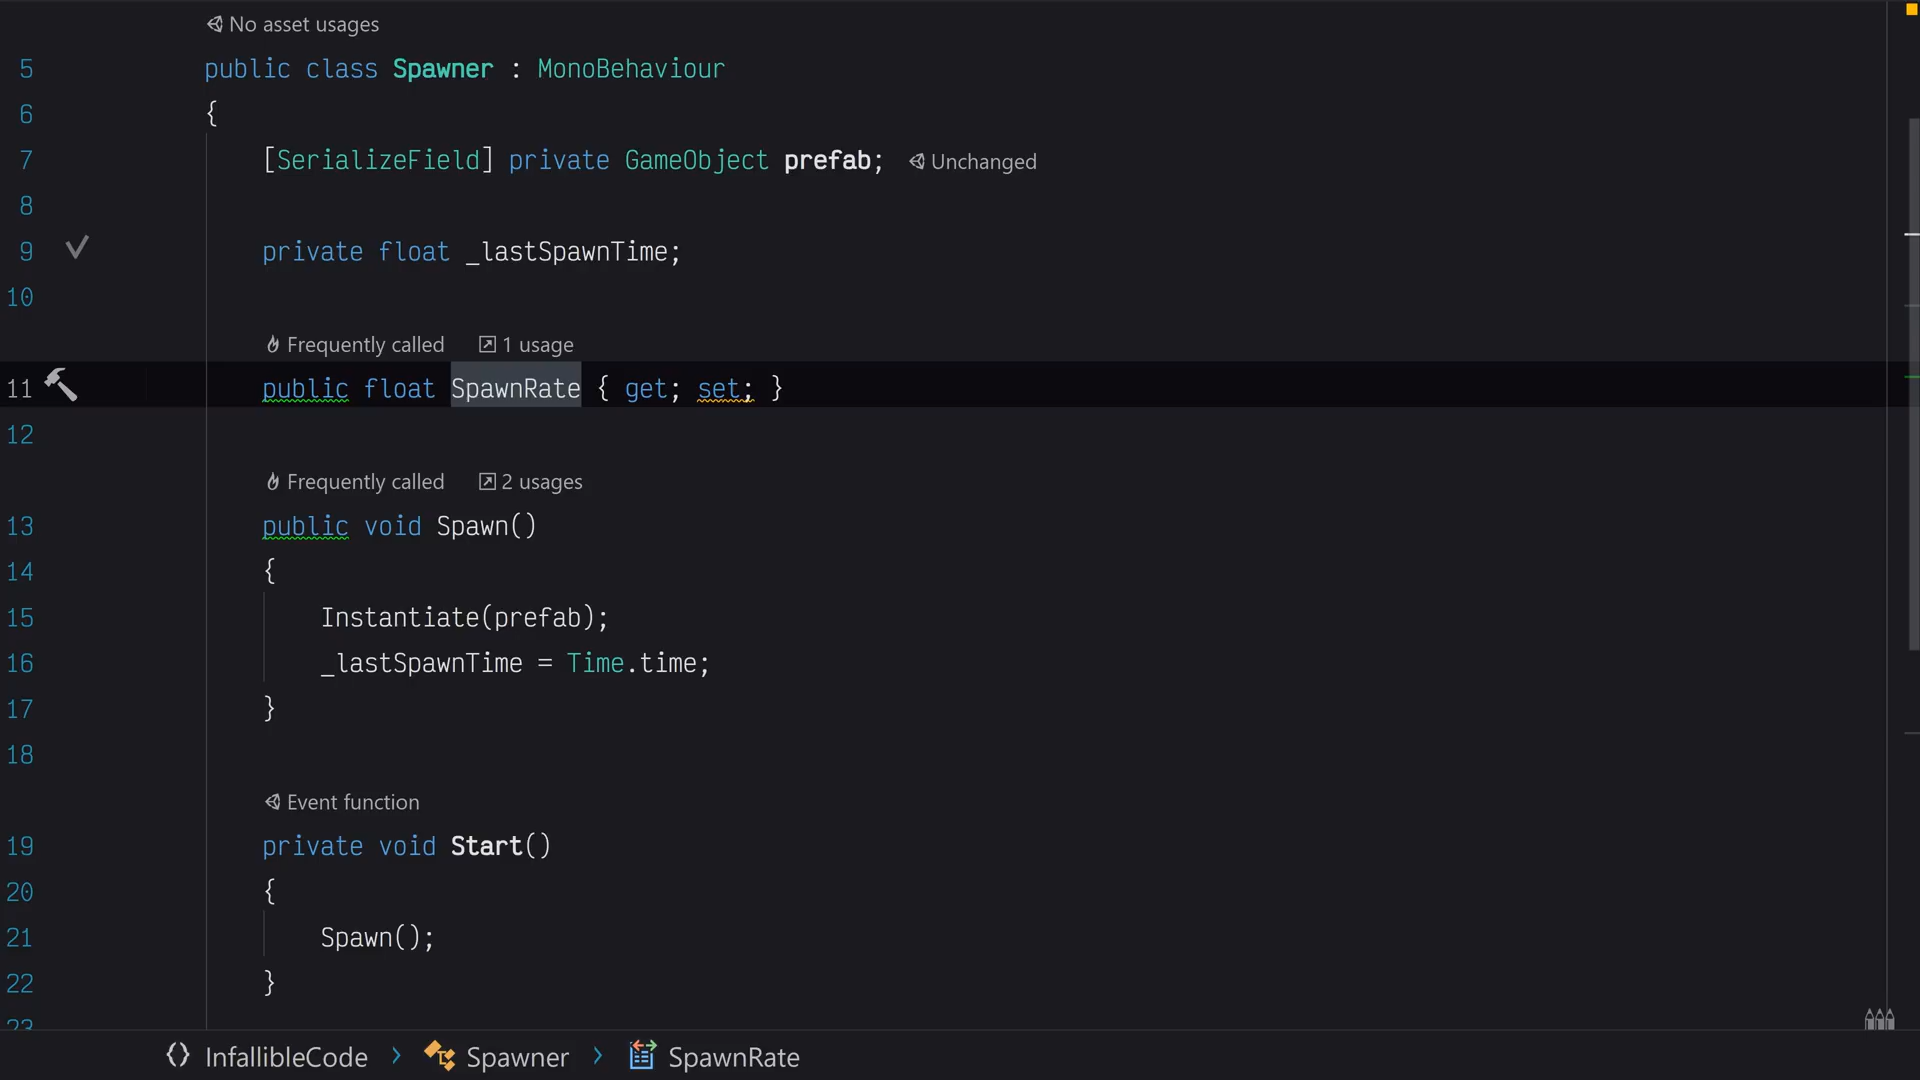 No asset usages
5 public class Spawner : MonoBehaviour
6 {
7 [SerializeField] private GameObject prefab; Unchanged
8
9 private float _lastSpawnTime;
10
Frequently called 1 usage
11 public float SpawnRate { get; set; }
12
Frequently called 2 usages
13 public void Spawn()
14 {
15 Instantiate(prefab);
16 _lastSpawnTime = Time.time;
17 }
18
Event function
19 private void Start()
20 {
21 Spawn();
22 }
23
InfallibleCode › Spawner › SpawnRate